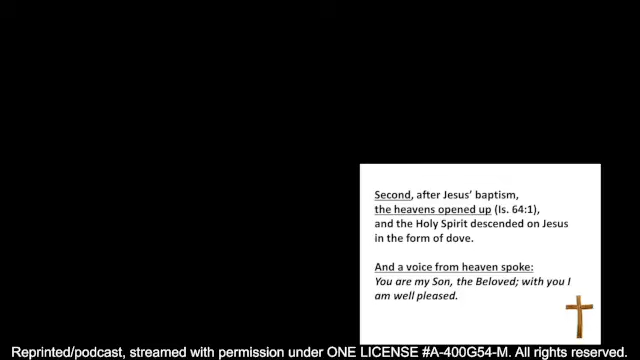 Second, after Jesus' baptism,
the heavens opened up (Is. 64:1),
and the Holy Spirit descended on Jesus
in the form of dove.
And a voice from heaven spoke:
You are my Son, the Beloved; with you I
am well pleased.
Reprinted/podcast, streamed with permission under ONE LICENSE #A-400G54-M. All rights reserved.